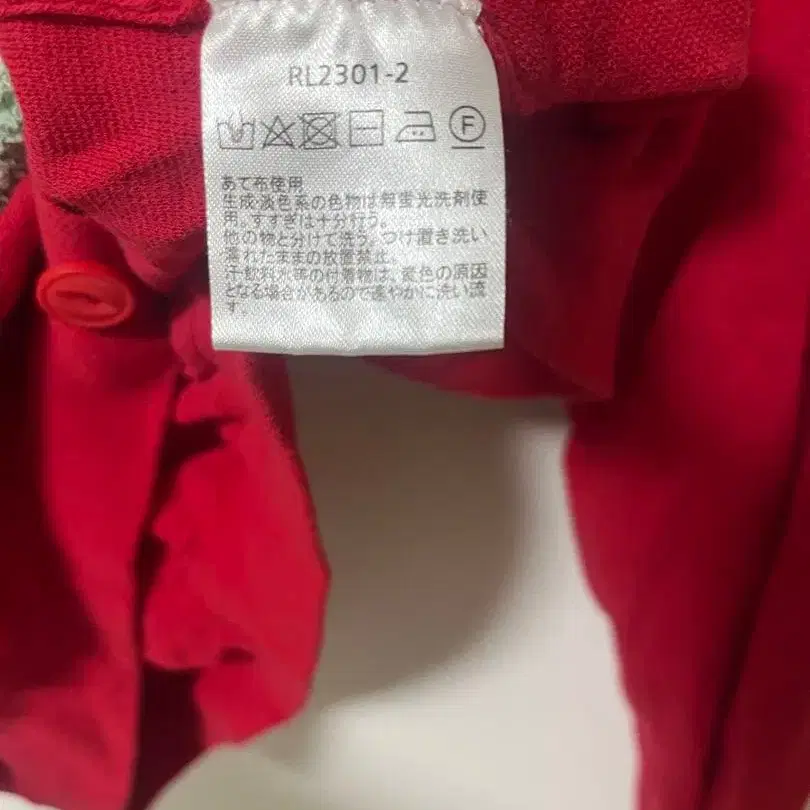 RL2301-2
F
あて布使用
生成・淡色系の色物は無蛍光洗剤使
用。すすぎは十分行う。
他の物と分けて洗う。つけ置き洗い
濡れたままの放置禁止。
汗・飲料水等の付着物は、変色の原因
となる場合があるので速やかに洗い流
す。